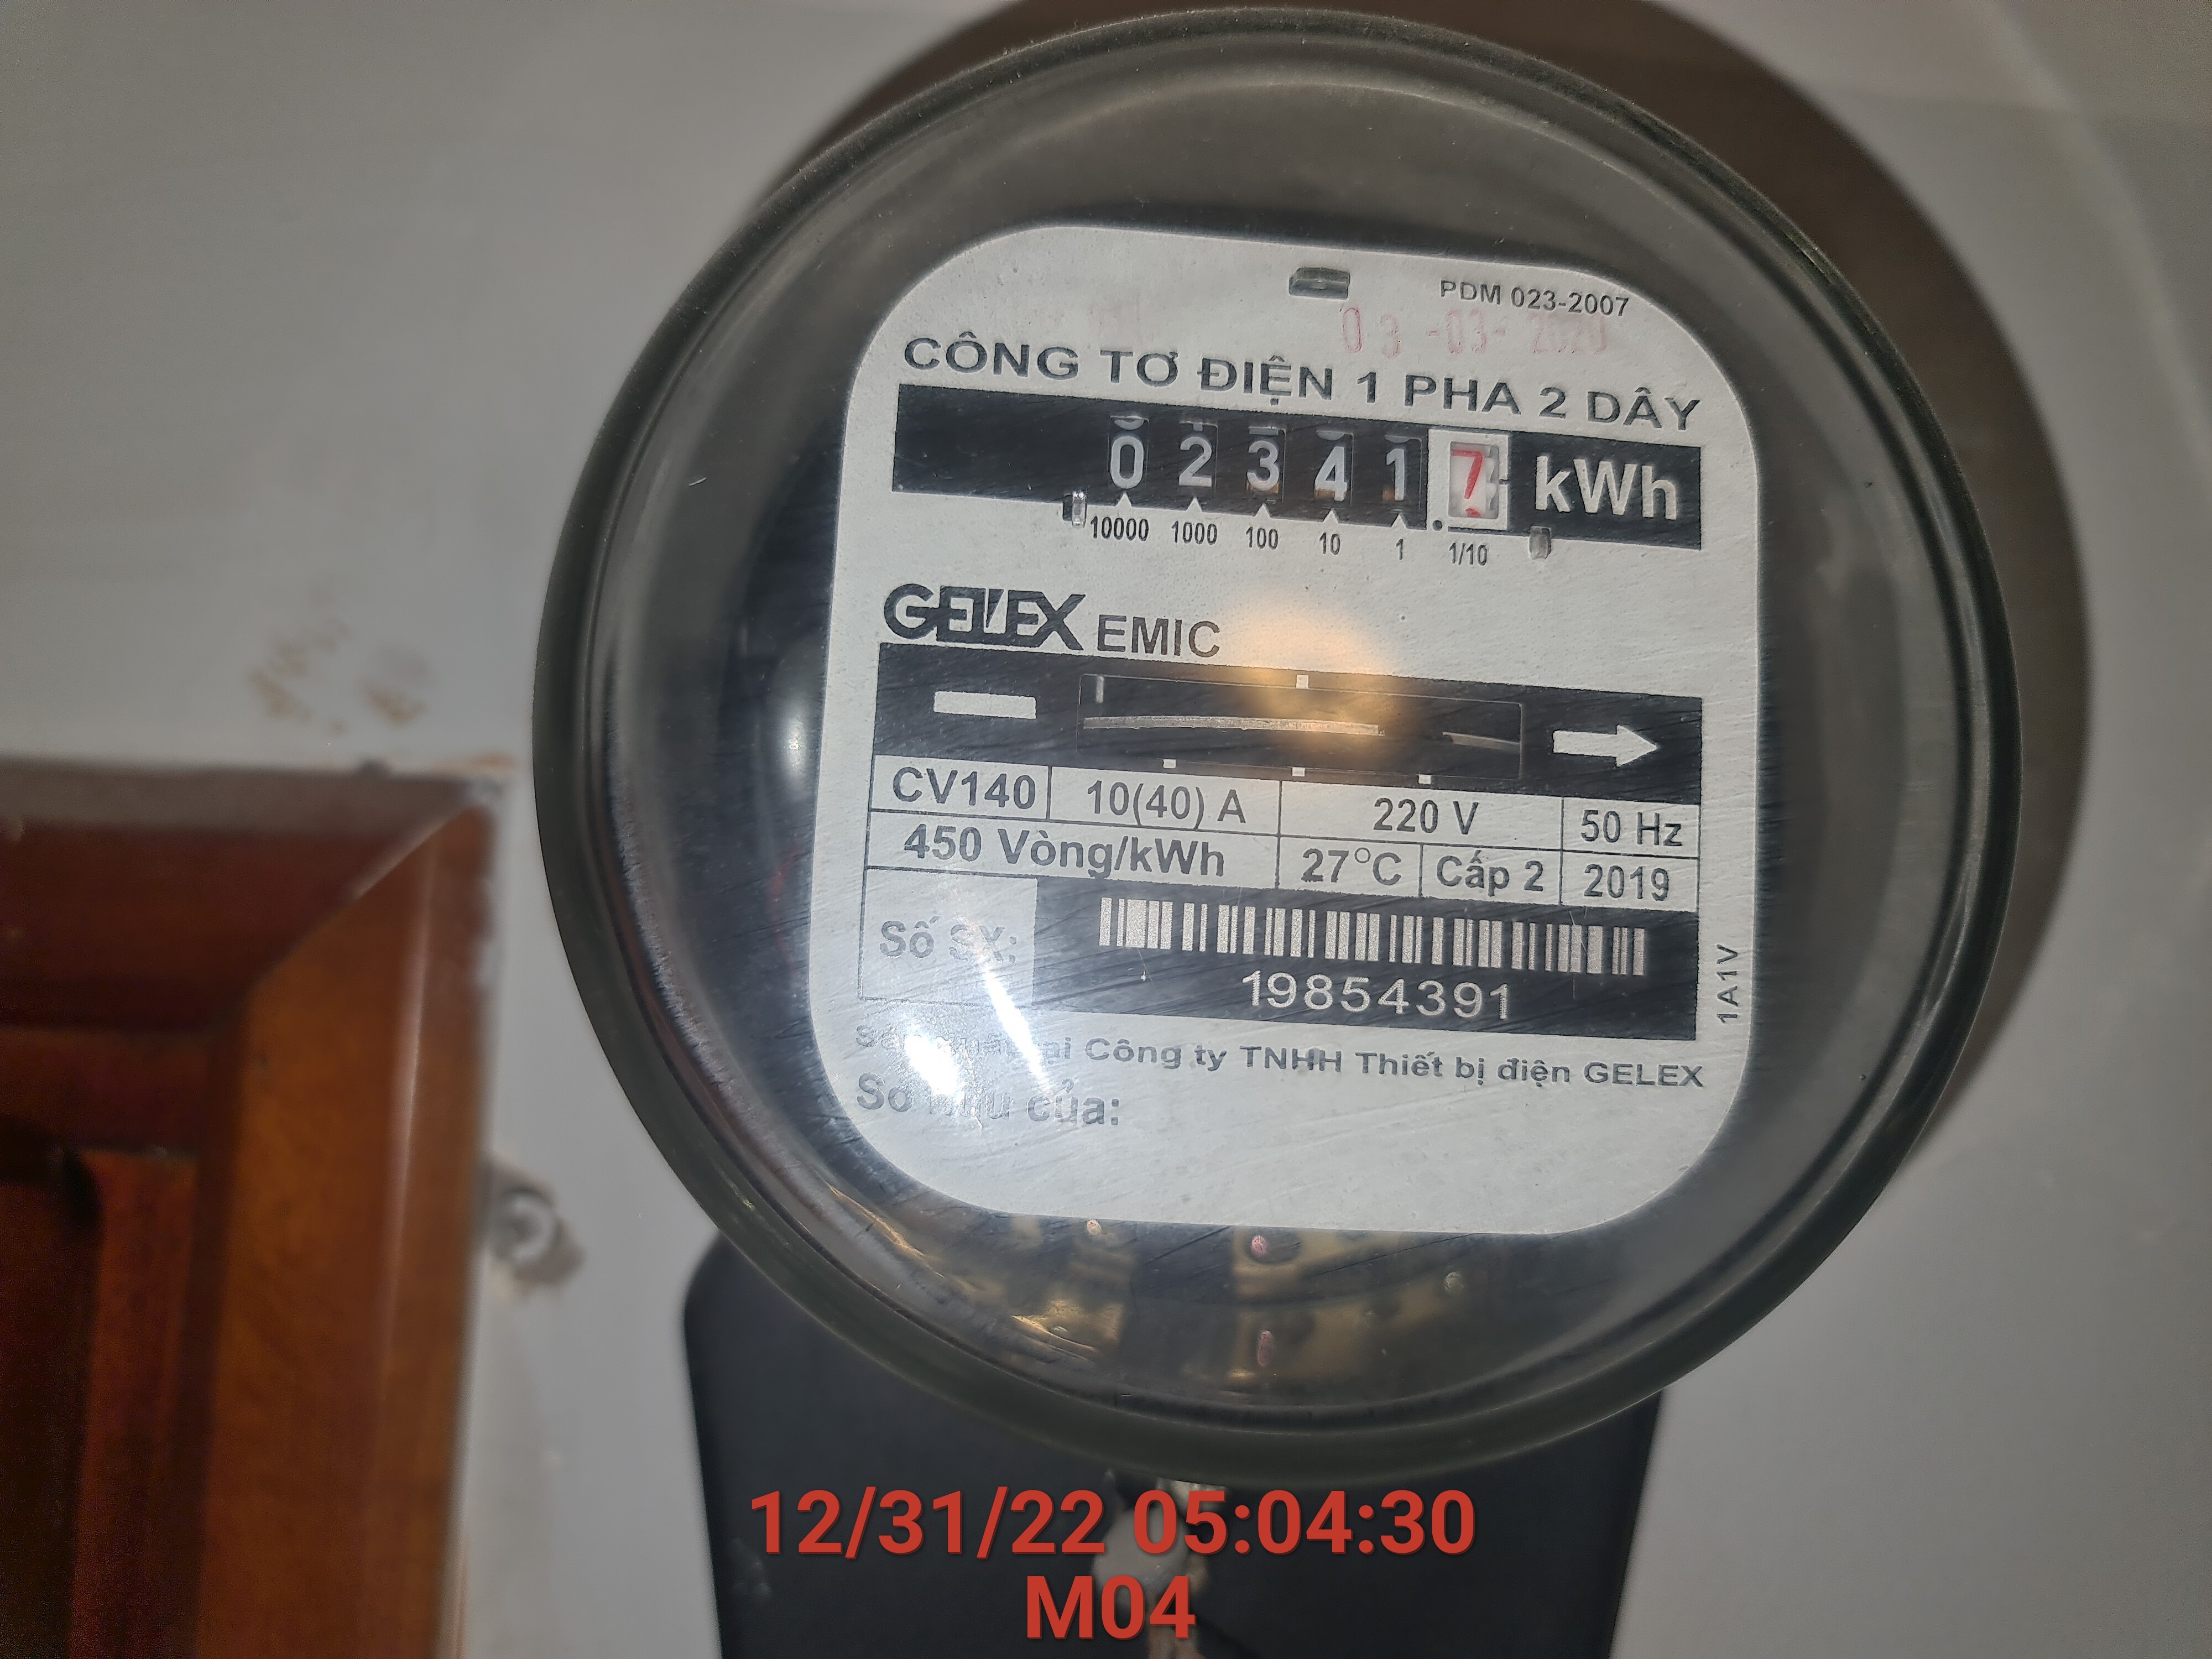 PDM 023-2007
03 -03- 2020
CÔNG TƠ ĐIỆN 1 PHA 2 DÂY
0 2 3 4 1 7 kWh
10000 1000 100 10 1 1/10
GELEX EMIC
CV140 10(40) A 220 V 50 Hz
450 Vòng/kWh 27°C Cấp 2 2019
Số SX:
19854391
1A1V
Công ty TNHH Thiết bị điện GELEX
của:
12/31/22 05:04:30
M04